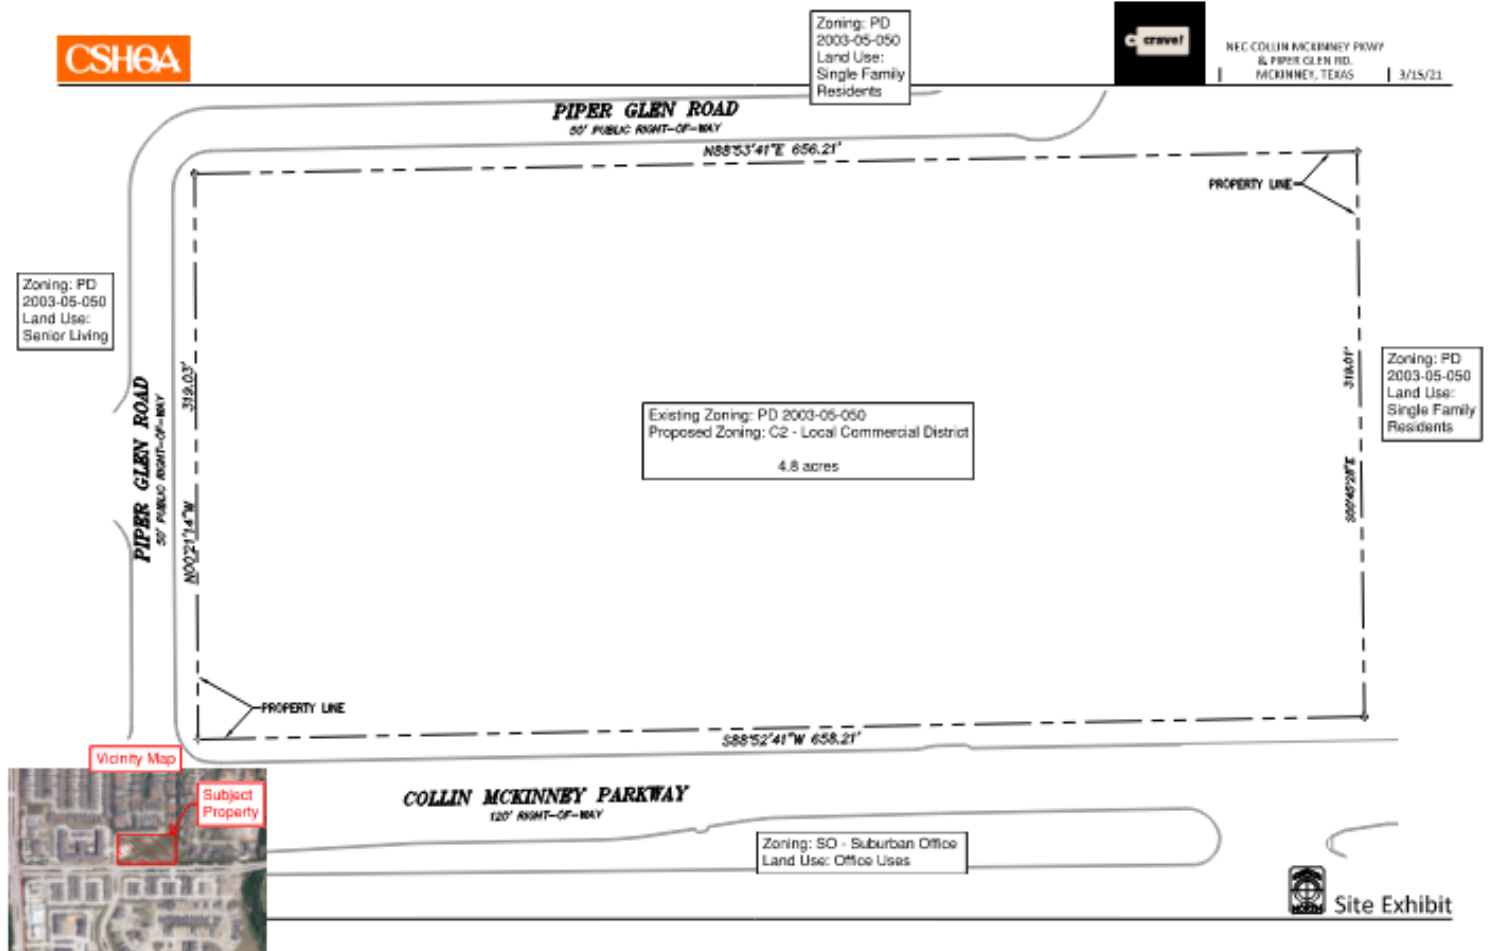 CSHQA
Zoning: PD
2003-05-050
Land Use:
Single Family
Residents
crave!
NEC COLLIN MCKINNEY PKWY
& PIPER GLEN RD.
MCKINNEY, TEXAS
3/15/21
PIPER GLEN ROAD
50' PUBLIC RIGHT-OF-WAY
N88°53'41"E 656.21'
PROPERTY LINE
Zoning: PD
2003-05-050
Land Use:
Senior Living
PIPER GLEN ROAD
50' PUBLIC RIGHT-OF-WAY
N00°21'14"W 319.03'
Existing Zoning: PD 2003-05-050
Proposed Zoning: C2 - Local Commercial District
4.8 acres
319.01'
Zoning: PD
2003-05-050
Land Use:
Single Family
Residents
PROPERTY LINE
S88°52'41"W 658.21'
Vicinity Map
Subject
Property
COLLIN MCKINNEY PARKWAY
120' RIGHT-OF-WAY
Zoning: SO - Suburban Office
Land Use: Office Uses
NORTH
Site Exhibit